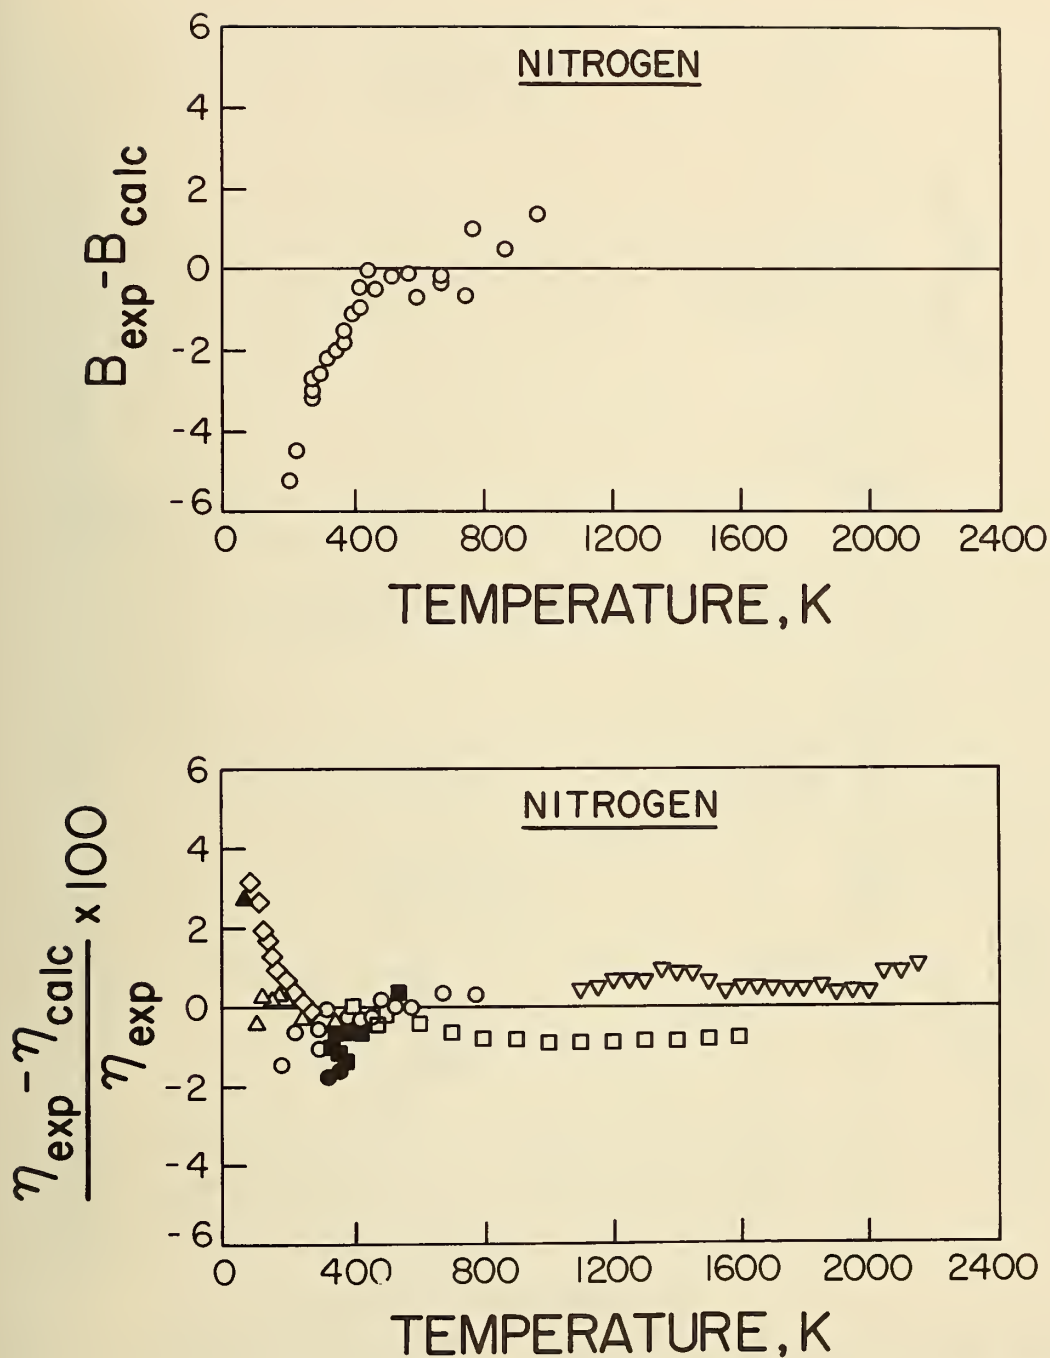 NITROGEN
6
4
2
0
-2
-4
-6
B_exp - B_calc
0 400 800 1200 1600 2000 2400
TEMPERATURE, K
NITROGEN
6
4
2
0
-2
-4
-6
η_exp - η_calc
η_exp
x 100
0 400 800 1200 1600 2000 2400
TEMPERATURE, K